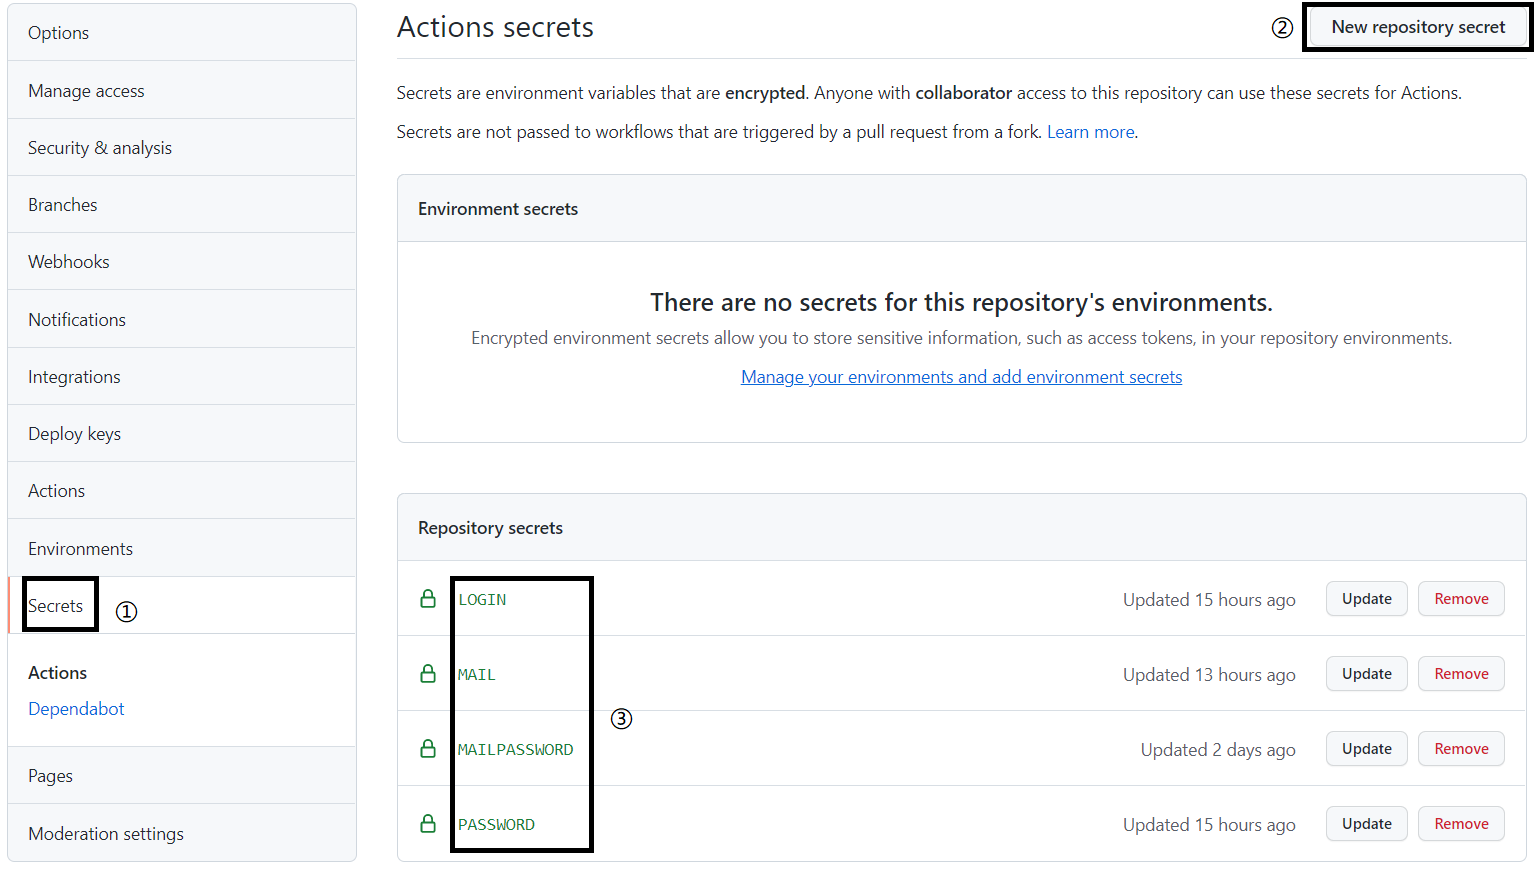 Options
Manage access
Security & analysis
Branches
Webhooks
Notifications
Integrations
Deploy keys
Actions
Environments
Secrets ①
Actions
Dependabot
Pages
Moderation settings
Actions secrets
② New repository secret
Secrets are environment variables that are encrypted. Anyone with collaborator access to this repository can use these secrets for Actions.
Secrets are not passed to workflows that are triggered by a pull request from a fork. Learn more.
Environment secrets
There are no secrets for this repository's environments.
Encrypted environment secrets allow you to store sensitive information, such as access tokens, in your repository environments.
Manage your environments and add environment secrets
Repository secrets
LOGIN Updated 15 hours ago Update Remove
MAIL Updated 13 hours ago Update Remove
③
MAILPASSWORD Updated 2 days ago Update Remove
PASSWORD Updated 15 hours ago Update Remove